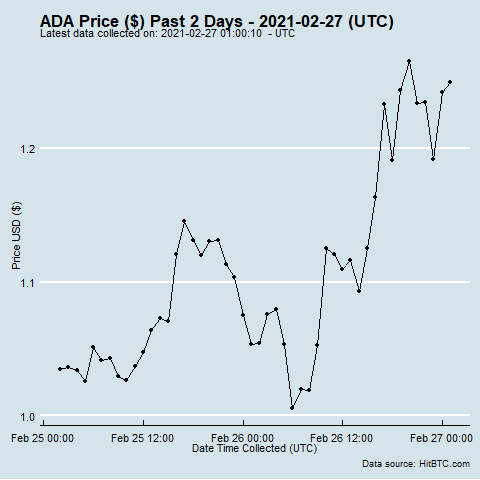 ADA Price ($) Past 2 Days - 2021-02-27 (UTC)
Latest data collected on: 2021-02-27 01:00:10 - UTC
1.2
1.1
1.0
Price USD ($)
Feb 25 00:00 Feb 25 12:00 Feb 26 00:00 Feb 26 12:00 Feb 27 00:00
Date Time Collected (UTC)
Data source: HitBTC.com